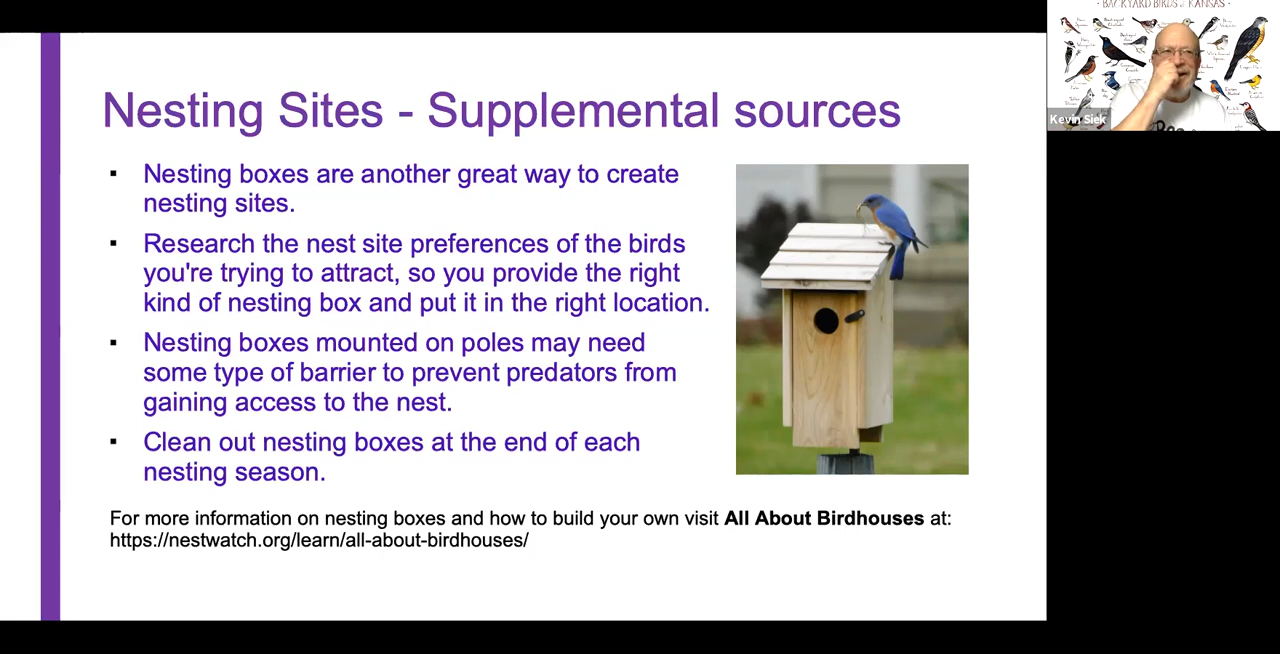 Nesting Sites - Supplemental sources
▪ Nesting boxes are another great way to create
nesting sites.
▪ Research the nest site preferences of the birds
you're trying to attract, so you provide the right
kind of nesting box and put it in the right location.
▪ Nesting boxes mounted on poles may need
some type of barrier to prevent predators from
gaining access to the nest.
▪ Clean out nesting boxes at the end of each
nesting season.
For more information on nesting boxes and how to build your own visit All About Birdhouses at:
https://nestwatch.org/learn/all-about-birdhouses/
BACKYARD BIRDS of KANSAS
Kevin Siek